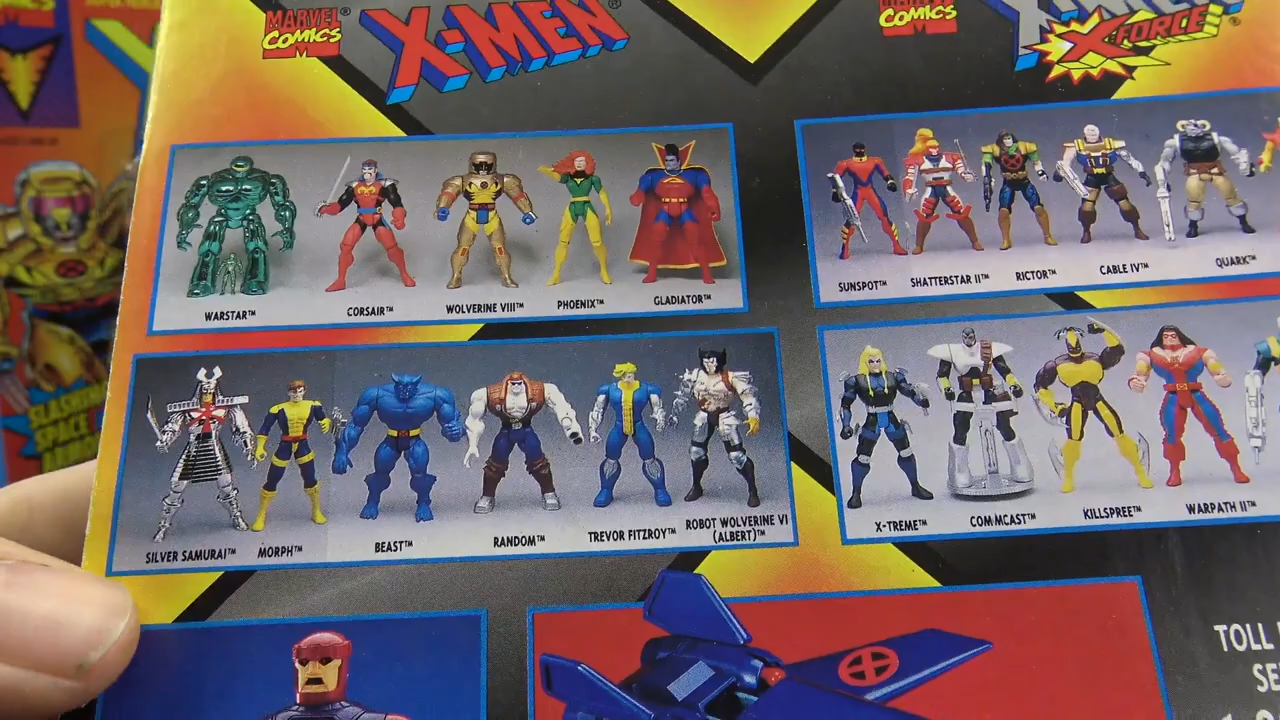 MARVEL®
COMICS
X-MEN®
MARVEL
COMICS
X-FORCE®
WARSTAR™
CORSAIR™
WOLVERINE VIII™
PHOENIX™
GLADIATOR™
SUNSPOT™
SHATTERSTAR II™
RICTOR™
CABLE IV™
QUARK™
SILVER SAMURAI™
MORPH™
BEAST™
RANDOM™
TREVOR FITZROY™
ROBOT WOLVERINE VI
(ALBERT)™
X-TREME™
COMMCAST™
KILLSPREE™
WARPATH II™
SLASHING
SPACE
ARMOR
TOLL